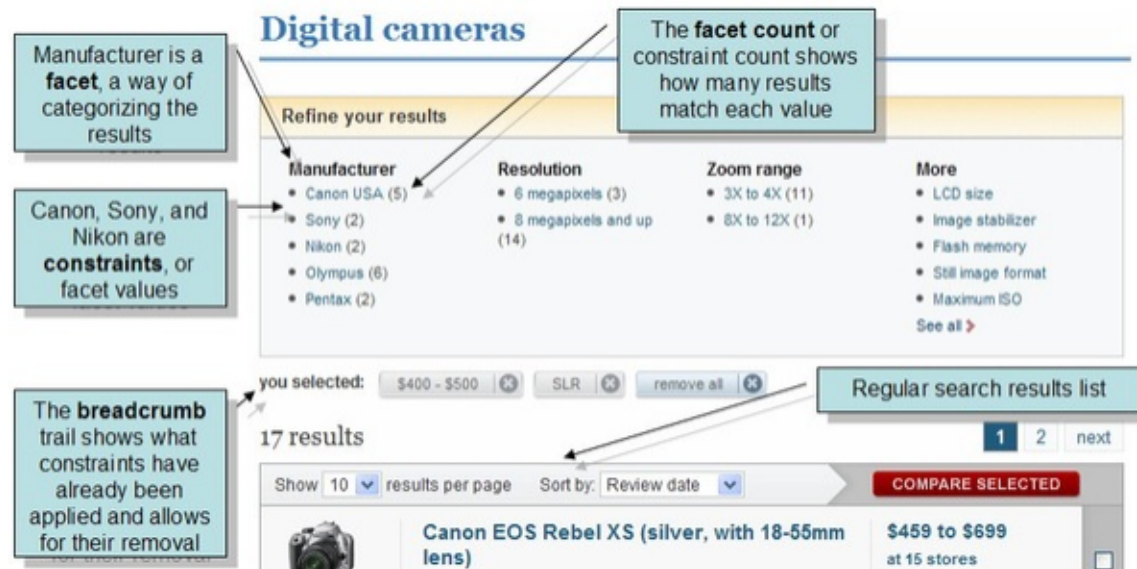 Digital cameras
Manufacturer is a
facet, a way of
categorizing the
results
The facet count or
constraint count shows
how many results
match each value
Refine your results
Manufacturer
Canon USA (5)
Sony (2)
Nikon (2)
Olympus (6)
Pentax (2)
Resolution
6 megapixels (3)
8 megapixels and up
(14)
Zoom range
3X to 4X (11)
8X to 12X (1)
More
LCD size
Image stabilizer
Flash memory
Still image format
Maximum ISO
See all
Canon, Sony, and
Nikon are
constraints, or
facet values
The breadcrumb
trail shows what
constraints have
already been
applied and allows
for their removal
you selected: $400 - $500 SLR remove all
Regular search results list
17 results
1 2 next
Show 10 results per page Sort by: Review date COMPARE SELECTED
Canon EOS Rebel XS (silver, with 18-55mm
lens)
$459 to $699
at 15 stores